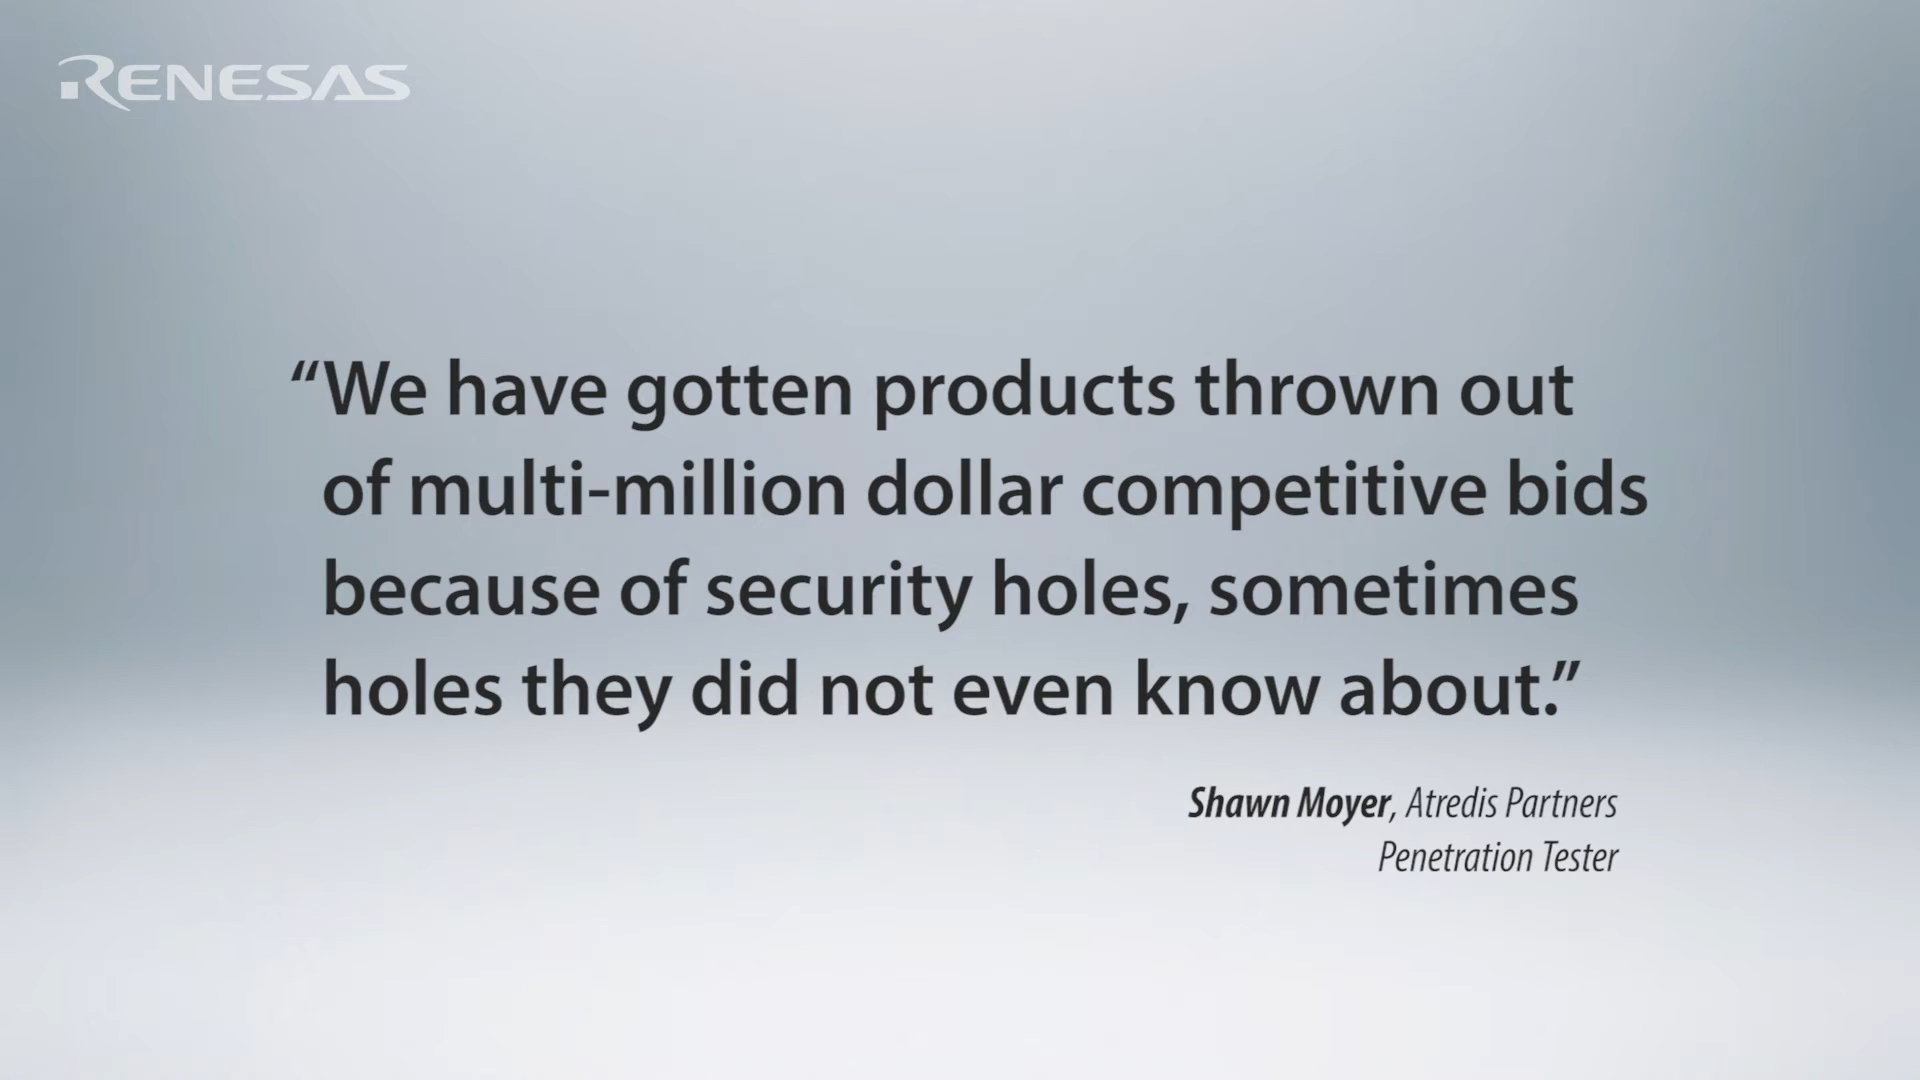 RENESAS
“We have gotten products thrown out
of multi-million dollar competitive bids
because of security holes, sometimes
holes they did not even know about.”
Shawn Moyer, Atredis Partners
Penetration Tester